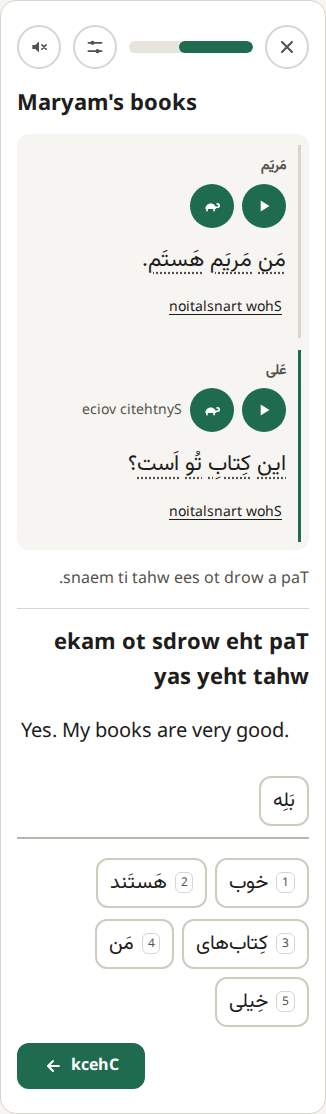 Maryam's books
مَریَم
مَن مَریَم هَستَم.
noitalsnart wohS
عَلی
eciov citehtnyS
این کِتابِ تُو اَست؟
noitalsnart wohS
.snaem ti tahw ees ot drow a paT
ekam ot sdrow eht paT
yas yeht tahw
Yes. My books are very good.
بَلِه
1 خوب 2 هَستَند
3 کِتاب‌های 4 مَن
5 خِیلی
kcehC